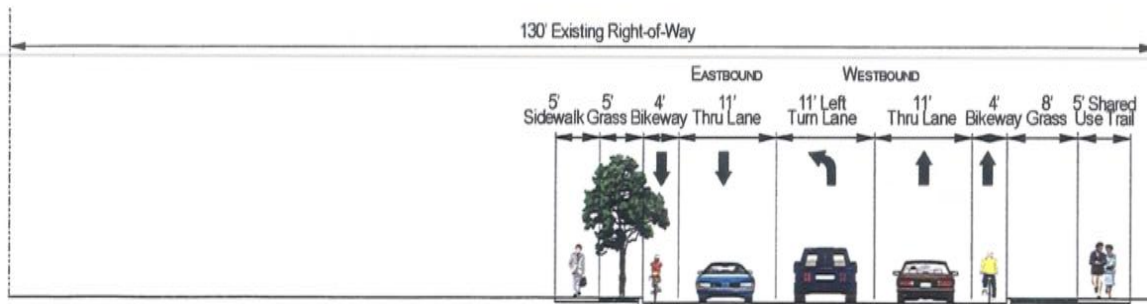 130' Existing Right-of-Way
EASTBOUND WESTBOUND
5' 5' 4' 11' 11' Left 11' 4' 8' 5' Shared
Sidewalk Grass Bikeway Thru Lane Turn Lane Thru Lane Bikeway Grass Use Trail